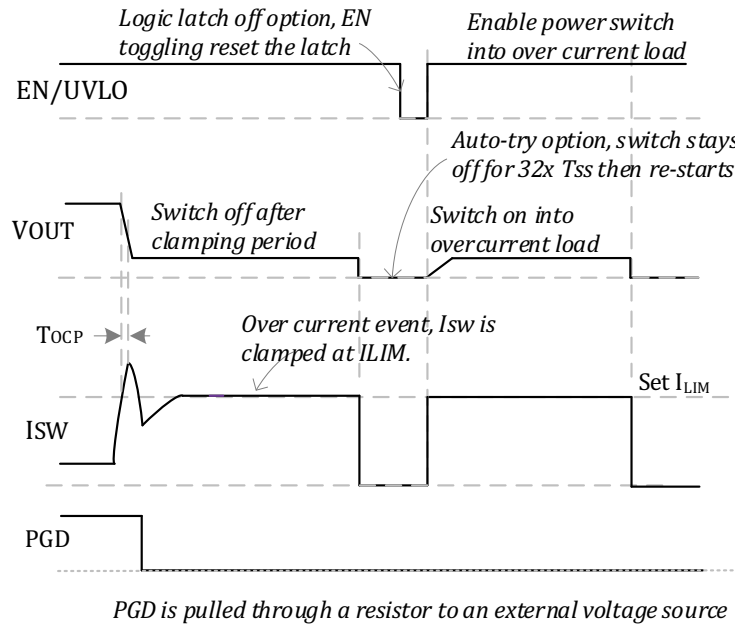 Logic latch off option, EN
toggling reset the latch
Enable power switch
into over current load
EN/UVLO
Auto-try option, switch stays
off for 32x Tss then re-starts
VOUT
Switch off after
clamping period
Switch on into
overcurrent load
TOCP
Over current event, Isw is
clamped at ILIM.
Set ILIM
ISW
PGD
PGD is pulled through a resistor to an external voltage source